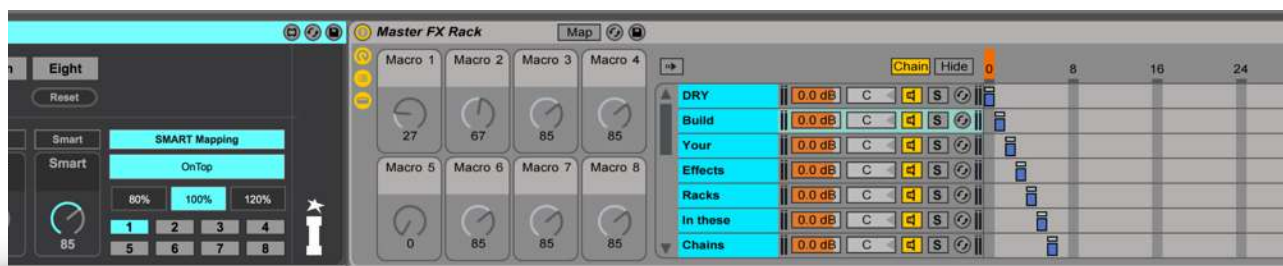 Master FX Rack Map
Eight
Reset
Smart SMART Mapping
Smart OnTop
80% 100% 120%
85
1 2 3 4
5 6 7 8
Macro 1 Macro 2 Macro 3 Macro 4
27 67 85 85
Macro 5 Macro 6 Macro 7 Macro 8
0 85 85 85
Chain Hide 0 8 16 24
DRY 0.0 dB C S
Build 0.0 dB C S
Your 0.0 dB C S
Effects 0.0 dB C S
Racks 0.0 dB C S
In these 0.0 dB C S
Chains 0.0 dB C S